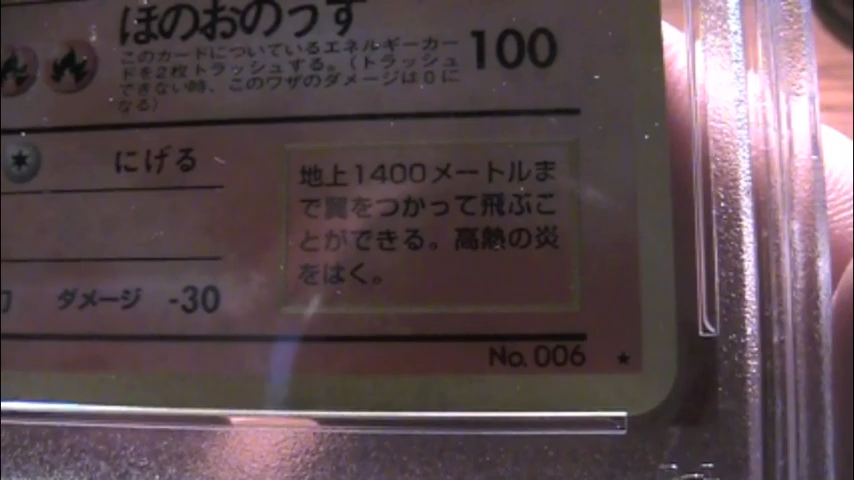 ほのおのうず 100
このカードについているエネルギーカー
ドを2枚トラッシュする。（トラッシュ
できない時、このワザのダメージは0に
なる）
にげる
地上1400メートルま
で翼をつかって飛ぶこ
とができる。高熱の炎
をはく。
ダメージ -30
No. 006 ★